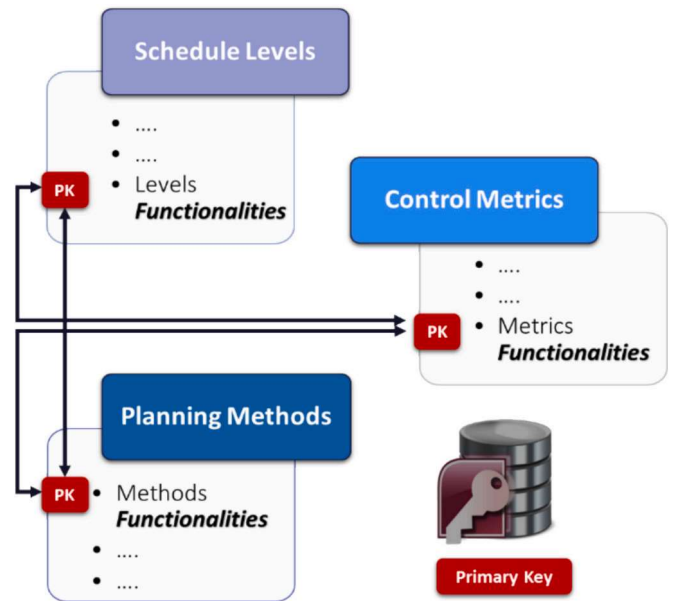 Schedule Levels
• ....
• ....
• Levels
Functionalities
PK
Control Metrics
• ....
• ....
• Metrics
Functionalities
PK
Planning Methods
• Methods
Functionalities
• ....
• ....
PK
Primary Key